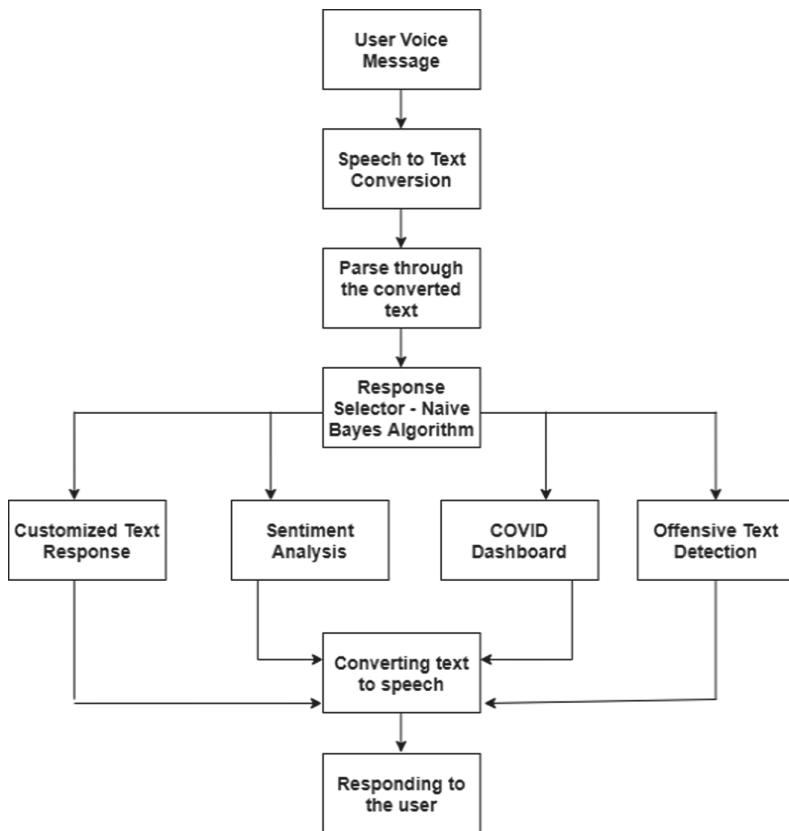 User Voice
Message
Speech to Text
Conversion
Parse through
the converted
text
Response
Selector - Naive
Bayes Algorithm
Customized Text
Response
Sentiment
Analysis
COVID
Dashboard
Offensive Text
Detection
Converting text
to speech
Responding to
the user